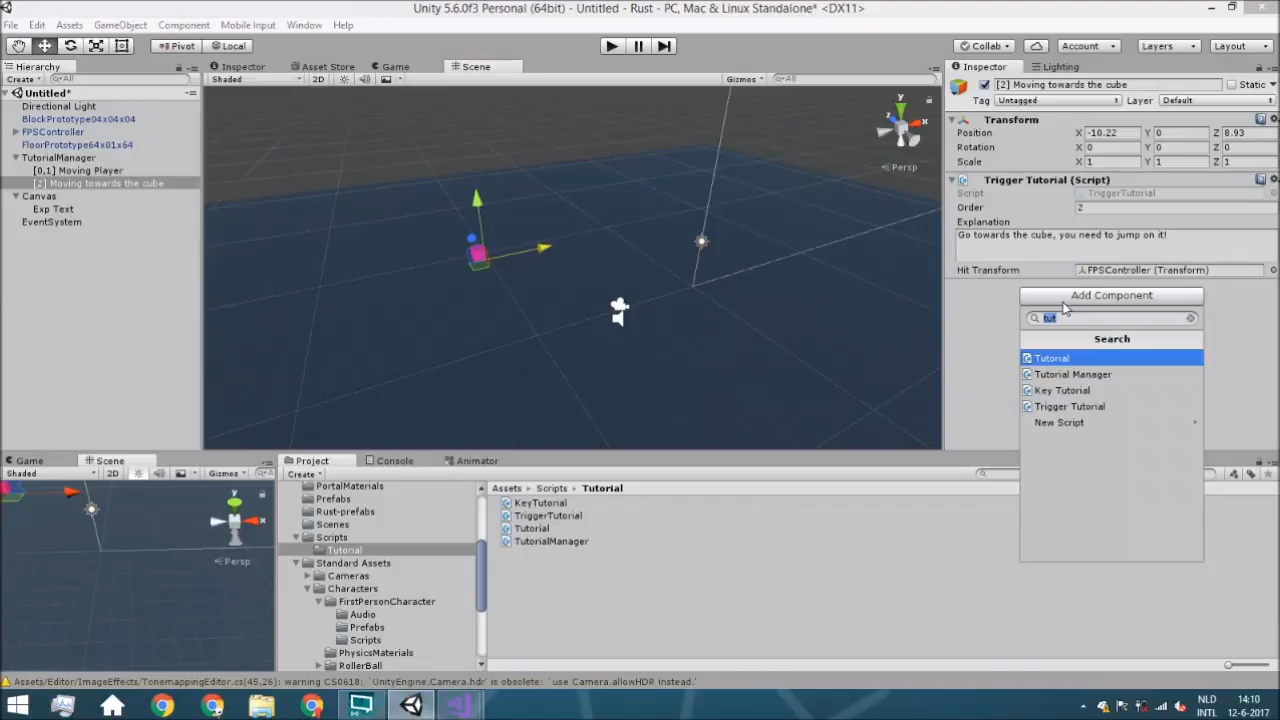 Unity 5.6.0f3 Personal (64bit) - Untitled - Rust - PC, Mac & Linux Standalone* <DX11>
File Edit Assets GameObject Component Mobile Input Window Help
Pivot Local Collab Account Layers Layout
Hierarchy Inspector Asset Store Game Scene Inspector Lighting
Create All Shaded 2D Gizmos All
[2] Moving towards the cube Static
Untitled*
Tag Untagged Layer Default
Directional Light
BlockPrototype04x04x04
Transform
FPSController
Position X -10.22 Y 0 Z 8.93
FloorPrototype64x01x64
Rotation X 0 Y 0 Z 0
TutorialManager
Scale X 1 Y 1 Z 1
[0,1] Moving Player
[2] Moving towards the cube
Trigger Tutorial (Script)
Script TriggerTutorial
Canvas
Order 2
Exp Text
EventSystem
Explanation
Go towards the cube, you need to jump on it!
Hit Transform FPSController (Transform)
y
x
z
Persp
Add Component
tut
Search
Tutorial
Tutorial Manager
Key Tutorial
Trigger Tutorial
New Script
Game Scene Project Console Animator
Shaded 2D Gizmos Create
PortalMaterials
Prefabs
Rust-prefabs
Scenes
Scripts
Tutorial
Standard Assets
Cameras
Characters
FirstPersonCharacter
Audio
Prefabs
Scripts
PhysicsMaterials
RollerBall
Assets Scripts Tutorial
KeyTutorial
TriggerTutorial
Tutorial
TutorialManager
y
x
Persp
Assets/Editor/ImageEffects/TonemappingEditor.cs(45,26): warning CS0618: `UnityEngine.Camera.hdr' is obsolete: `use Camera.allowHDR instead.'
NLD 14:10
INTL 12-6-2017